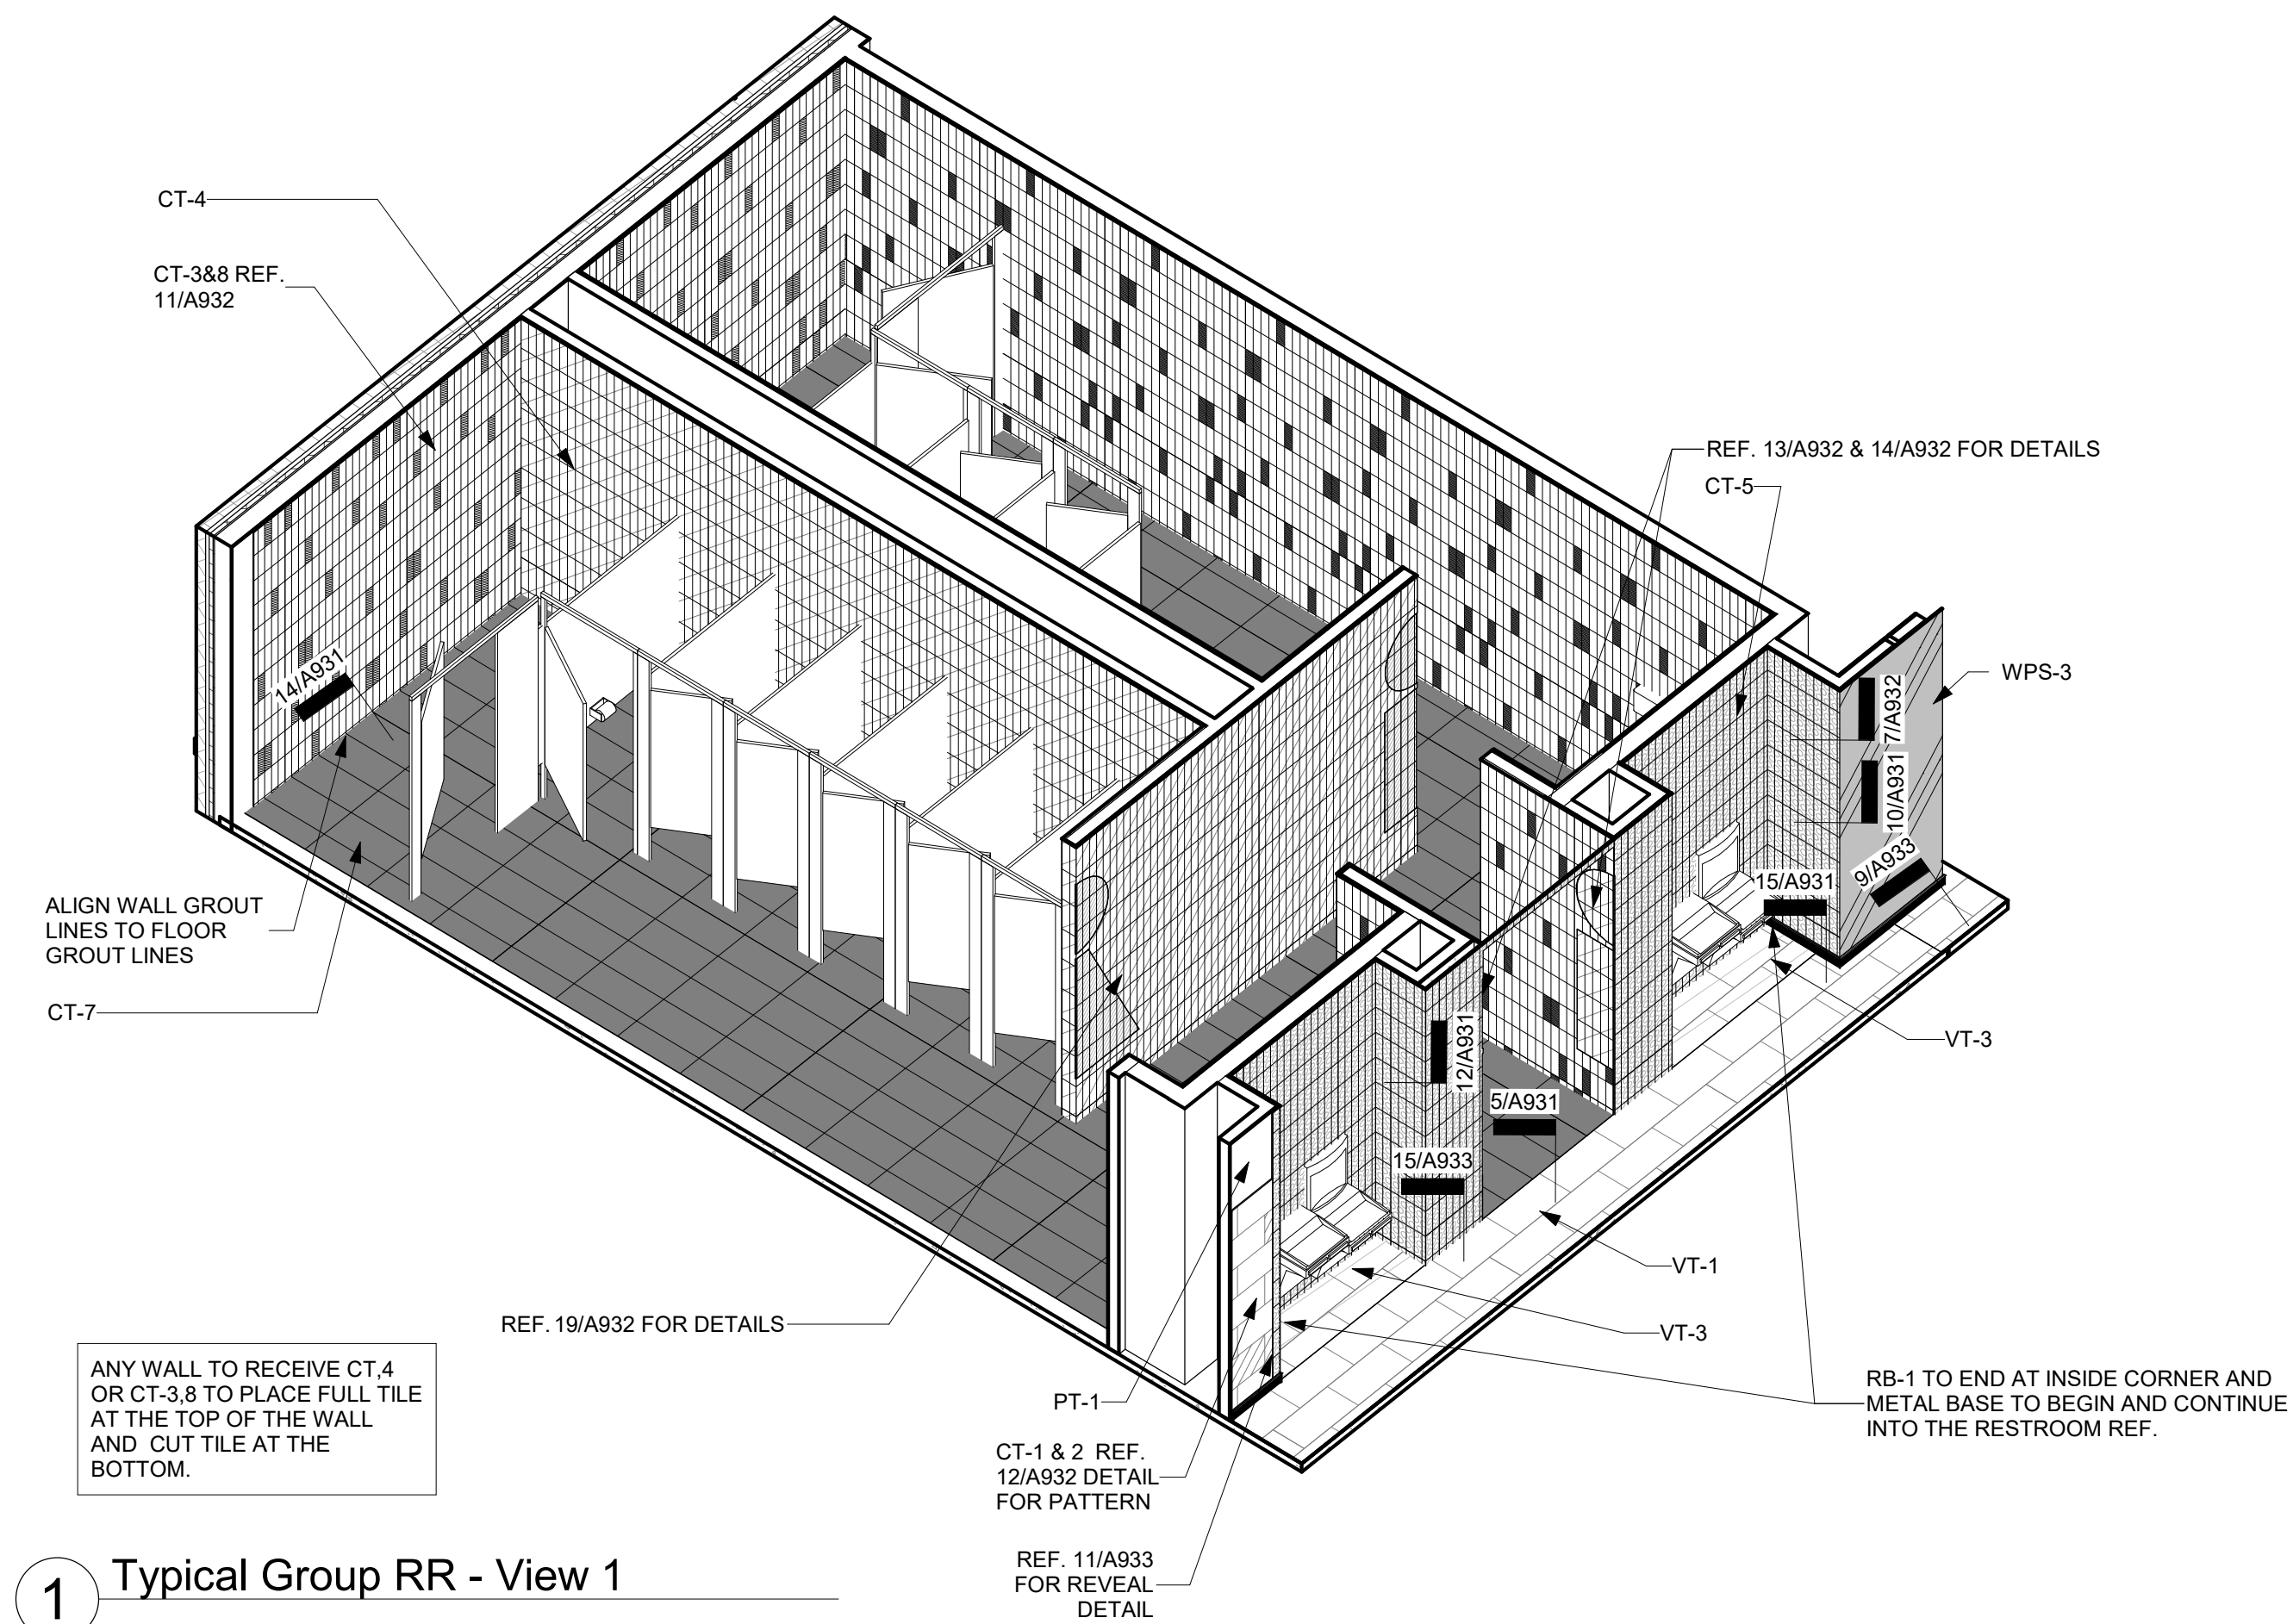 CT-4
CT-3&8 REF.
11/A932
14/A931
ALIGN WALL GROUT
LINES TO FLOOR
GROUT LINES
CT-7
REF. 13/A932 & 14/A932 FOR DETAILS
CT-5
WPS-3
7/A932
10/A931
9/A933
15/A931
VT-3
12/A931
5/A931
15/A933
VT-1
VT-3
REF. 19/A932 FOR DETAILS
PT-1
CT-1 & 2 REF.
12/A932 DETAIL
FOR PATTERN
REF. 11/A933
FOR REVEAL
DETAIL
RB-1 TO END AT INSIDE CORNER AND
METAL BASE TO BEGIN AND CONTINUE
INTO THE RESTROOM REF.
ANY WALL TO RECEIVE CT,4
OR CT-3,8 TO PLACE FULL TILE
AT THE TOP OF THE WALL
AND CUT TILE AT THE
BOTTOM.
1
Typical Group RR - View 1